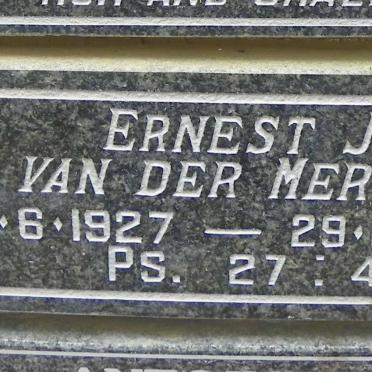 ERNEST J
VAN DER MER
6·1927 — 29·
PS. 27:4